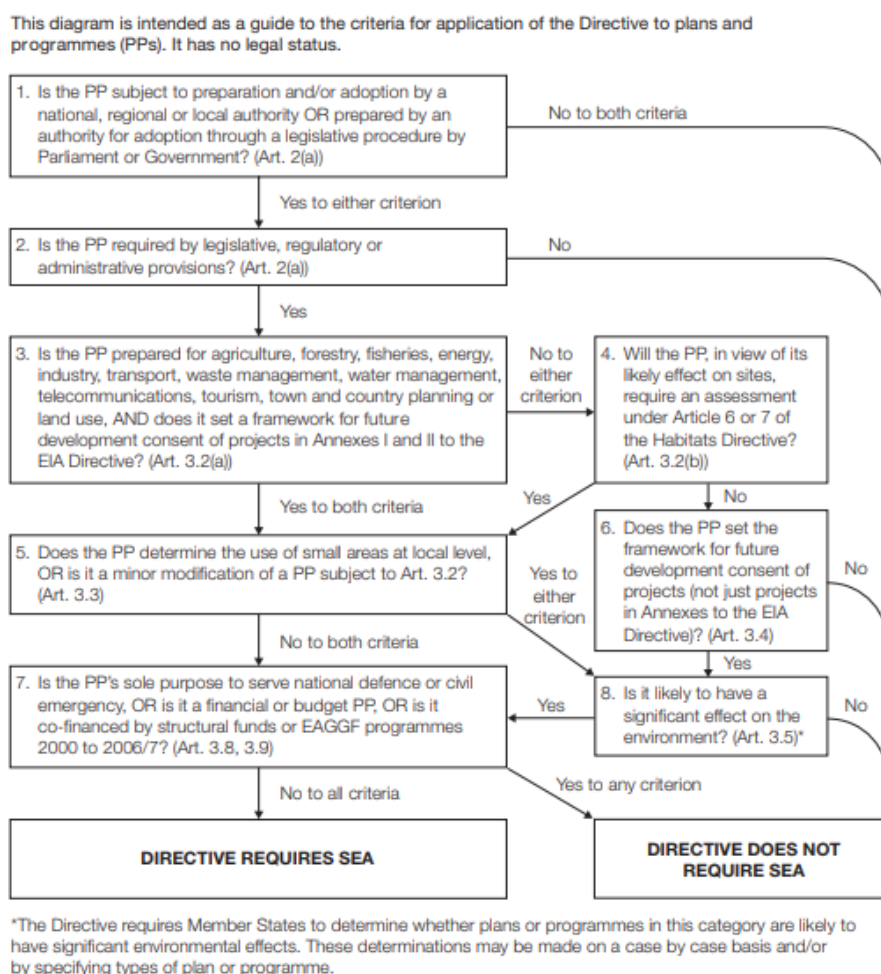 This diagram is intended as a guide to the criteria for application of the Directive to plans and
programmes (PPs). It has no legal status.
1. Is the PP subject to preparation and/or adoption by a
national, regional or local authority OR prepared by an
authority for adoption through a legislative procedure by
Parliament or Government? (Art. 2(a))
No to both criteria
Yes to either criterion
2. Is the PP required by legislative, regulatory or
administrative provisions? (Art. 2(a))
No
Yes
3. Is the PP prepared for agriculture, forestry, fisheries, energy,
industry, transport, waste management, water management,
telecommunications, tourism, town and country planning or
land use, AND does it set a framework for future
development consent of projects in Annexes I and II to the
EIA Directive? (Art. 3.2(a))
No to
either
criterion
4. Will the PP, in view of its
likely effect on sites,
require an assessment
under Article 6 or 7 of
the Habitats Directive?
(Art. 3.2(b))
Yes to both criteria
Yes
No
5. Does the PP determine the use of small areas at local level,
OR is it a minor modification of a PP subject to Art. 3.2?
(Art. 3.3)
Yes to
either
criterion
6. Does the PP set the
framework for future
development consent of
projects (not just projects
in Annexes to the EIA
Directive)? (Art. 3.4)
No
No to both criteria
Yes
7. Is the PP's sole purpose to serve national defence or civil
emergency, OR is it a financial or budget PP, OR is it
co-financed by structural funds or EAGGF programmes
2000 to 2006/7? (Art. 3.8, 3.9)
Yes
8. Is it likely to have a
significant effect on the
environment? (Art. 3.5)*
No
No to all criteria
Yes to any criterion
DIRECTIVE REQUIRES SEA
DIRECTIVE DOES NOT
REQUIRE SEA
*The Directive requires Member States to determine whether plans or programmes in this category are likely to
have significant environmental effects. These determinations may be made on a case by case basis and/or
by specifying types of plan or programme.